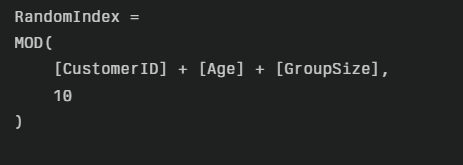 RandomIndex =
MOD(
    [CustomerID] + [Age] + [GroupSize],
    10
)